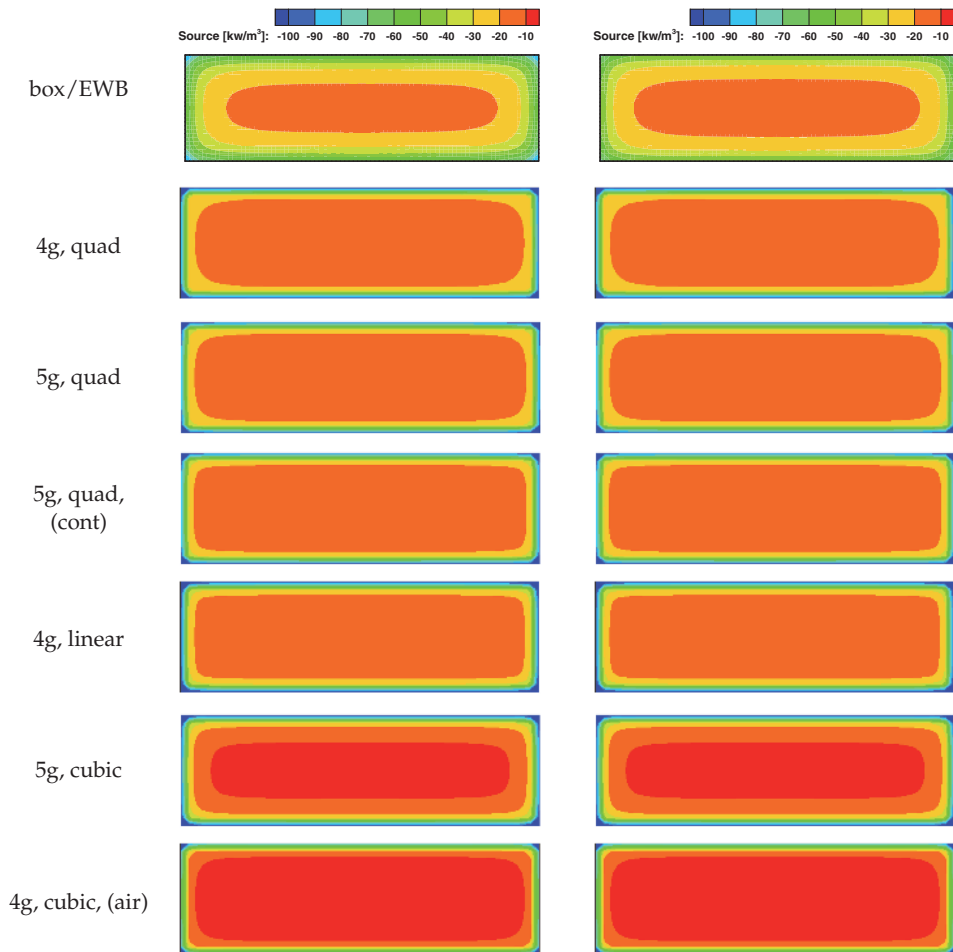 Source [kw/m³]: -100 -90 -80 -70 -60 -50 -40 -30 -20 -10
Source [kw/m³]: -100 -90 -80 -70 -60 -50 -40 -30 -20 -10
box/EWB
4g, quad
5g, quad
5g, quad,
(cont)
4g, linear
5g, cubic
4g, cubic, (air)